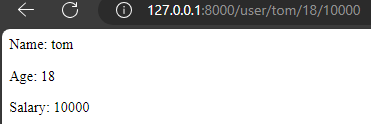 127.0.0.1:8000/user/tom/18/10000
Name: tom
Age: 18
Salary: 10000